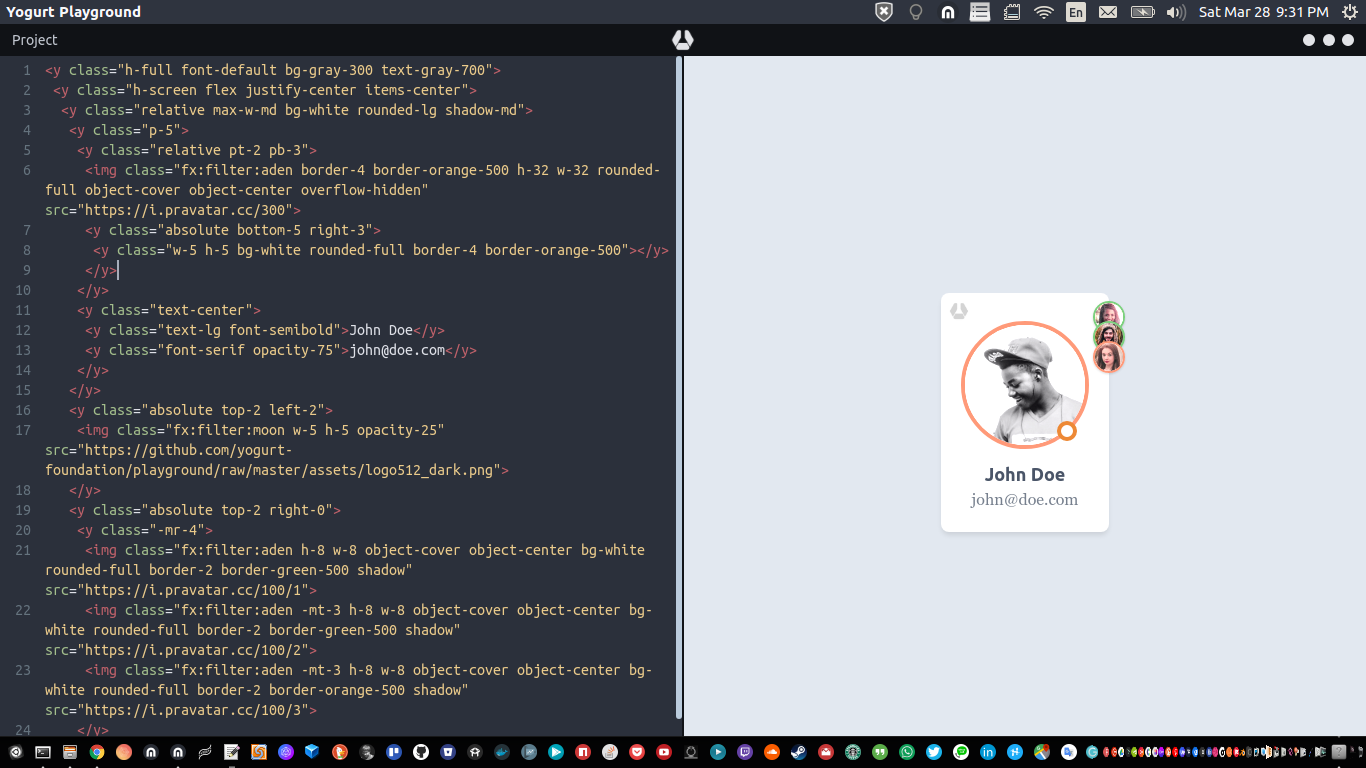 Yogurt Playground
En
Sat Mar 28 9:31 PM
Project
1 <y class="h-full font-default bg-gray-300 text-gray-700">
2 <y class="h-screen flex justify-center items-center">
3 <y class="relative max-w-md bg-white rounded-lg shadow-md">
4 <y class="p-5">
5 <y class="relative pt-2 pb-3">
6 <img class="fx:filter:aden border-4 border-orange-500 h-32 w-32 rounded-
full object-cover object-center overflow-hidden"
src="https://i.pravatar.cc/300">
7 <y class="absolute bottom-5 right-3">
8 <y class="w-5 h-5 bg-white rounded-full border-4 border-orange-500"></y>
9 </y>
10 </y>
11 <y class="text-center">
12 <y class="text-lg font-semibold">John Doe</y>
13 <y class="font-serif opacity-75">john@doe.com</y>
14 </y>
15 </y>
16 <y class="absolute top-2 left-2">
17 <img class="fx:filter:moon w-5 h-5 opacity-25"
src="https://github.com/yogurt-
foundation/playground/raw/master/assets/logo512_dark.png">
18 </y>
19 <y class="absolute top-2 right-0">
20 <y class="-mr-4">
21 <img class="fx:filter:aden h-8 w-8 object-cover object-center bg-white
rounded-full border-2 border-green-500 shadow"
src="https://i.pravatar.cc/100/1">
22 <img class="fx:filter:aden -mt-3 h-8 w-8 object-cover object-center bg-
white rounded-full border-2 border-green-500 shadow"
src="https://i.pravatar.cc/100/2">
23 <img class="fx:filter:aden -mt-3 h-8 w-8 object-cover object-center bg-
white rounded-full border-2 border-orange-500 shadow"
src="https://i.pravatar.cc/100/3">
24 </y>
John Doe
john@doe.com